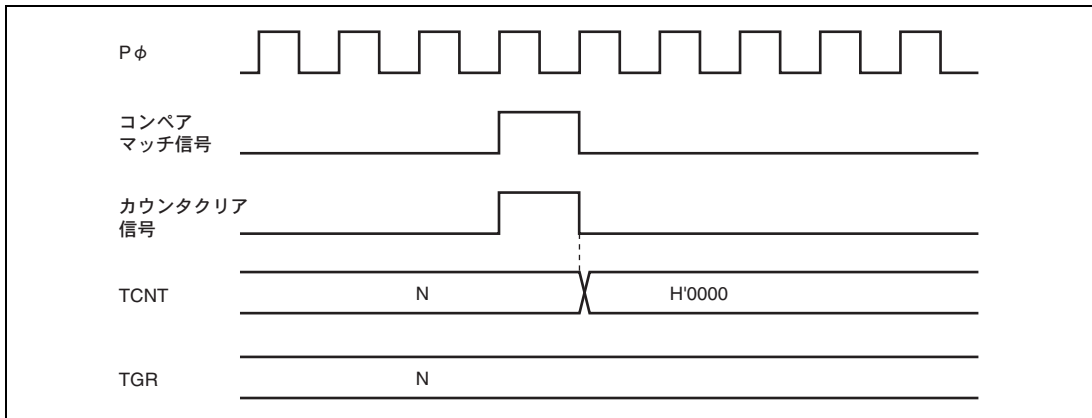 Pφ
コンペア
マッチ信号
カウンタクリア
信号
TCNT
N
H'0000
TGR
N